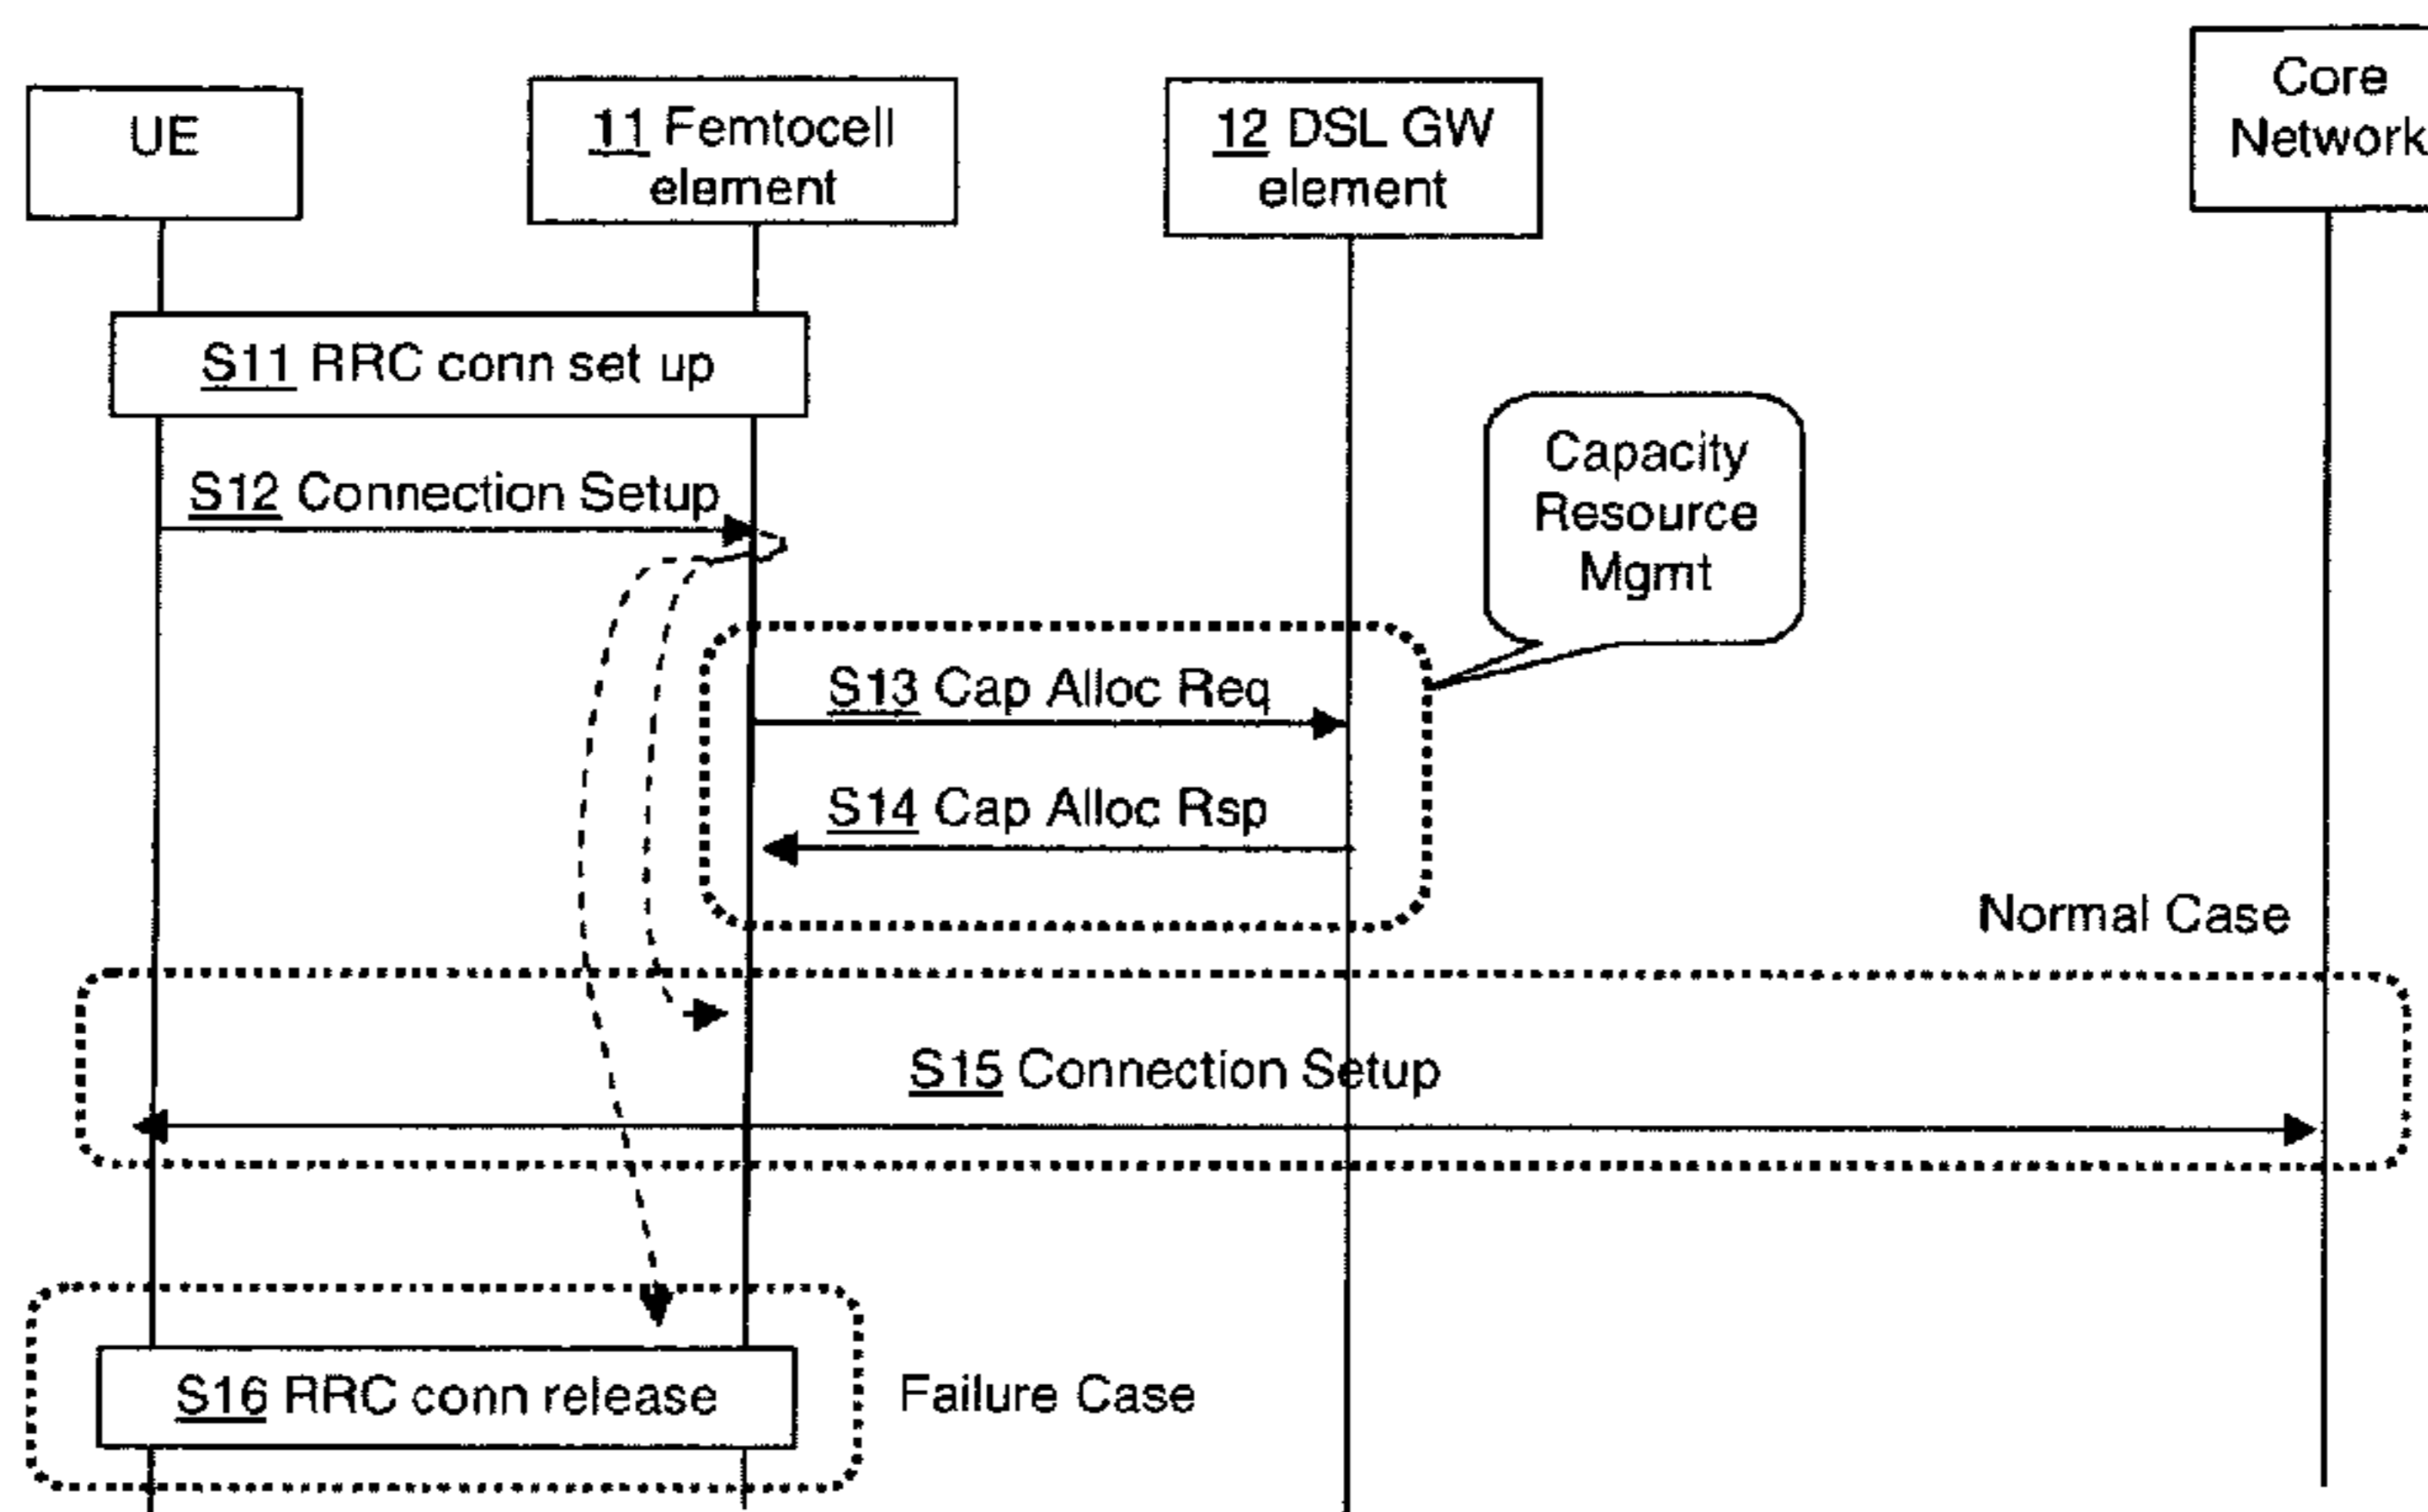 UE
11 Femtocell
element
12 DSL GW
element
Core
Network
S11 RRC conn set up
S12 Connection Setup
Capacity
Resource
Mgmt
S13 Cap Alloc Req
S14 Cap Alloc Rsp
Normal Case
S15 Connection Setup
S16 RRC conn release
Failure Case